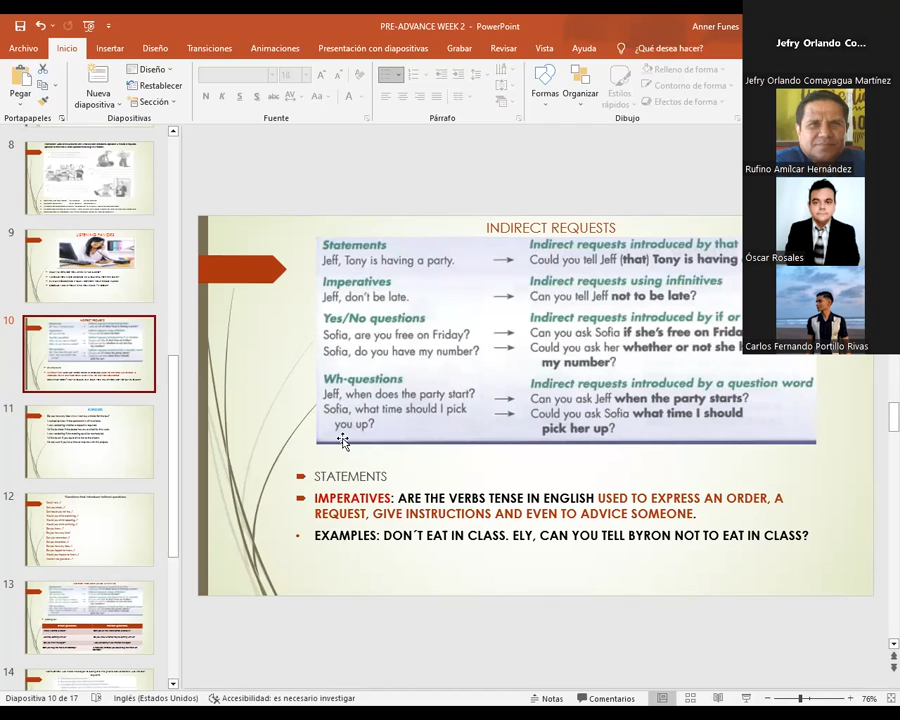 PRE-ADVANCE WEEK 2 - PowerPoint
Anner Funes
Jefry Orlando Co...
Archivo Inicio Insertar Diseño Transiciones Animaciones Presentación con diapositivas Grabar Revisar Vista Ayuda ¿Qué desea hacer?
Pegar
Nueva diapositiva
Diseño
Restablecer
Sección
N K S S abc AV Aa A
18
Formas
Organizar
Estilos rápidos
Relleno de forma
Contorno de forma
Efectos de forma
Portapapeles Diapositivas Fuente Párrafo Dibujo
Jefry Orlando Comayagua Martínez
Rufino Amílcar Hernández
Óscar Rosales
Carlos Fernando Portillo Rivas
8
9
10
11
12
13
14
INDIRECT REQUESTS
Statements Indirect requests introduced by that
Jeff, Tony is having a party. → Could you tell Jeff (that) Tony is having
Imperatives Indirect requests using infinitives
Jeff, don't be late. → Can you tell Jeff not to be late?
Yes/No questions Indirect requests introduced by if or
Sofia, are you free on Friday? → Can you ask Sofia if she's free on Frida
Sofia, do you have my number? → Could you ask her whether or not she
my number?
Wh-questions Indirect requests introduced by a question word
Jeff, when does the party start? → Can you ask Jeff when the party starts?
Sofia, what time should I pick → Could you ask Sofia what time I should
you up? pick her up?
STATEMENTS
IMPERATIVES: ARE THE VERBS TENSE IN ENGLISH USED TO EXPRESS AN ORDER, A
REQUEST, GIVE INSTRUCTIONS AND EVEN TO ADVICE SOMEONE.
• EXAMPLES: DON´T EAT IN CLASS. ELY, CAN YOU TELL BYRON NOT TO EAT IN CLASS?
Diapositiva 10 de 17 Inglés (Estados Unidos) Accesibilidad: es necesario investigar Notas Comentarios 76%